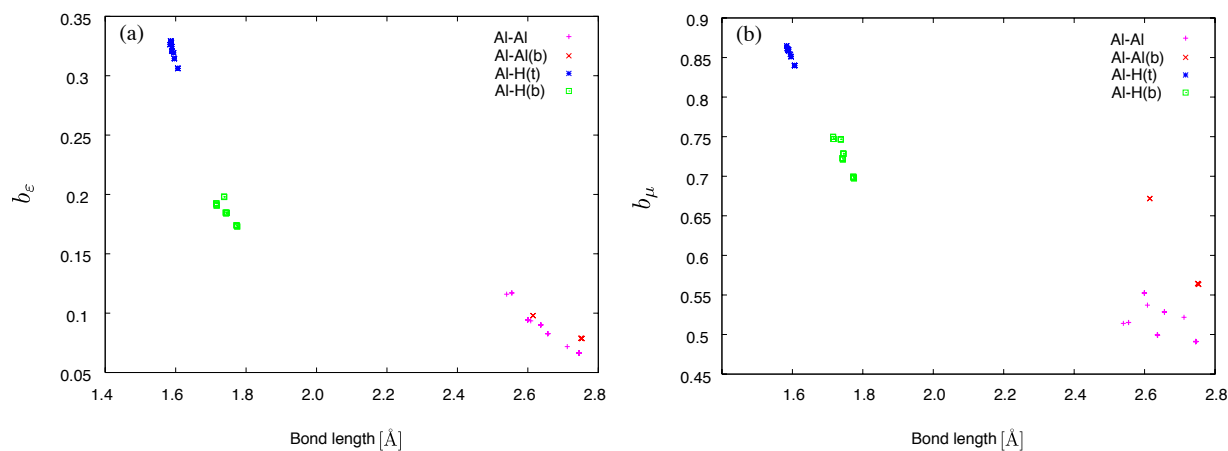 (a)
Al-Al
Al-Al(b)
Al-H(t)
Al-H(b)
0.35
0.3
0.25
0.2
0.15
0.1
0.05
bε
1.4 1.6 1.8 2.0 2.2 2.4 2.6 2.8
Bond length [Å]
(b)
Al-Al
Al-Al(b)
Al-H(t)
Al-H(b)
0.9
0.85
0.8
0.75
0.7
0.65
0.6
0.55
0.5
0.45
bμ
1.6 1.8 2.0 2.2 2.4 2.6 2.8
Bond length [Å]